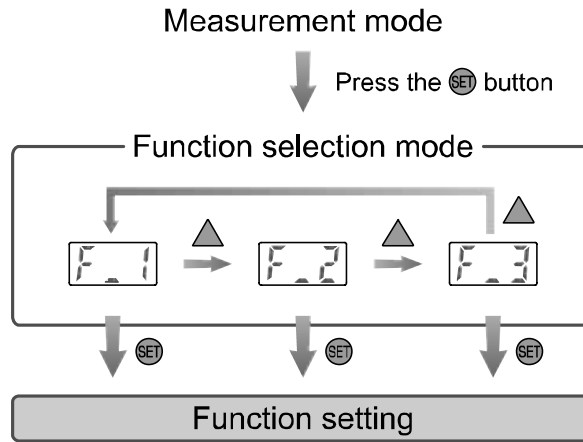 Measurement mode
Press the SET button
Function selection mode
F_1 F_2 F_3
SET SET SET
Function setting